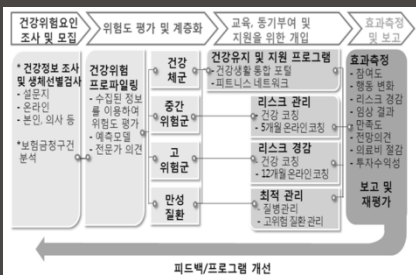 건강위험요인
조사 및 모집
위험도 평가 및 계층화
교육, 동기부여 및
지원을 위한 개입
효과측정
및 보고
* 건강정보 조사
및 생체선별검사
- 설문지
- 온라인
- 본인, 의사 등
*보험금청구건
분석
건강위험
프로파일링
- 수집된 정보
를 이용하여
위험도 평가
- 예측모델
- 전문가 의견
건강
체군
중간
위험군
고
위험군
만성
질환
건강유지 및 지원 프로그램
- 건강생활 통합 포털
- 피트니스 네트워크
리스크 관리
- 건강 코칭
- 5개월 온라인 코칭
리스크 경감
- 건강 코칭
- 12개월 온라인 코칭
최적 관리
- 질병관리
- 고위험 질환 관리
효과측정
- 참여도
- 행동 변화
- 리스크 경감
- 임상 결과
- 만족도
- 전망의견
- 의료비 절감
- 투자수익성
보고 및
재평가
피드백/프로그램 개선